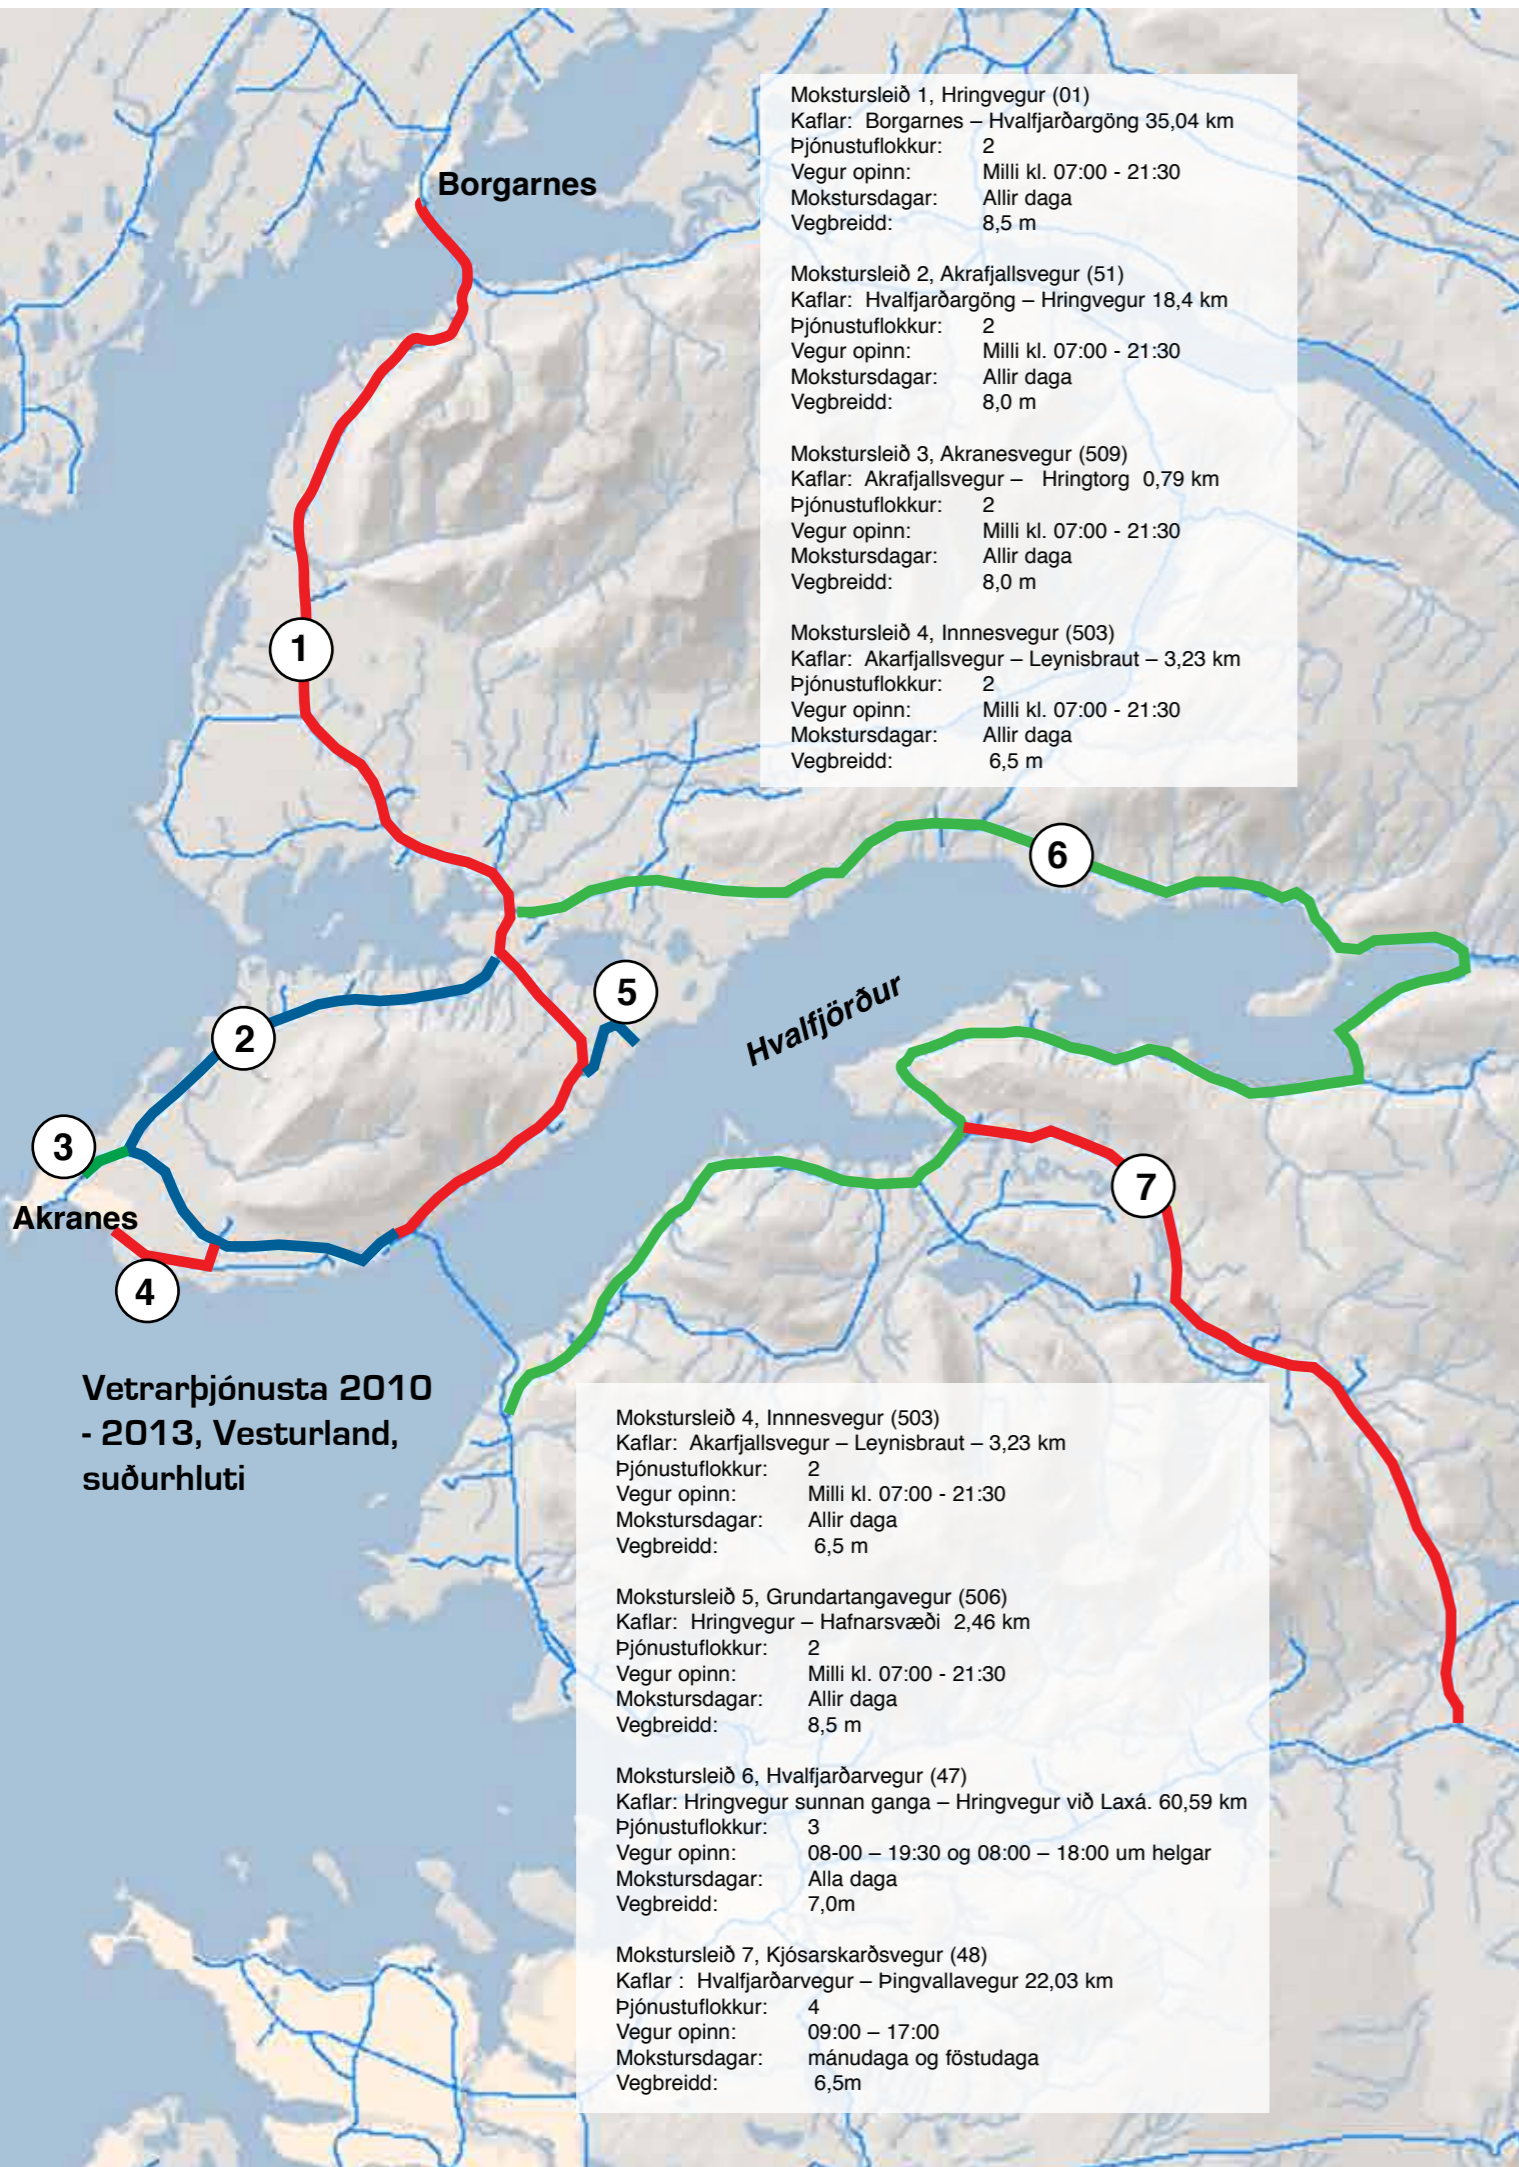 Mokstursleið 1, Hringvegur (01)
Kaflar: Borgarnes – Hvalfjarðargöng 35,04 km
Þjónustuflokkur: 2
Vegur opinn: Milli kl. 07:00 - 21:30
Mokstursdagar: Allir daga
Vegbreidd: 8,5 m
Mokstursleið 2, Akrafjallsvegur (51)
Kaflar: Hvalfjarðargöng – Hringvegur 18,4 km
Þjónustuflokkur: 2
Vegur opinn: Milli kl. 07:00 - 21:30
Mokstursdagar: Allir daga
Vegbreidd: 8,0 m
Mokstursleið 3, Akranesvegur (509)
Kaflar: Akrafjallsvegur – Hringtorg 0,79 km
Þjónustuflokkur: 2
Vegur opinn: Milli kl. 07:00 - 21:30
Mokstursdagar: Allir daga
Vegbreidd: 8,0 m
Mokstursleið 4, Innnesvegur (503)
Kaflar: Akarfjallsvegur – Leynisbraut – 3,23 km
Þjónustuflokkur: 2
Vegur opinn: Milli kl. 07:00 - 21:30
Mokstursdagar: Allir daga
Vegbreidd: 6,5 m
Borgarnes
1
6
5
2
Hvalfjörður
3
7
Akranes
4
Vetrarþjónusta 2010
- 2013, Vesturland,
suðurhluti
Mokstursleið 4, Innnesvegur (503)
Kaflar: Akarfjallsvegur – Leynisbraut – 3,23 km
Þjónustuflokkur: 2
Vegur opinn: Milli kl. 07:00 - 21:30
Mokstursdagar: Allir daga
Vegbreidd: 6,5 m
Mokstursleið 5, Grundartangavegur (506)
Kaflar: Hringvegur – Hafnarsvæði 2,46 km
Þjónustuflokkur: 2
Vegur opinn: Milli kl. 07:00 - 21:30
Mokstursdagar: Allir daga
Vegbreidd: 8,5 m
Mokstursleið 6, Hvalfjarðarvegur (47)
Kaflar: Hringvegur sunnan ganga – Hringvegur við Laxá. 60,59 km
Þjónustuflokkur: 3
Vegur opinn: 08-00 – 19:30 og 08:00 – 18:00 um helgar
Mokstursdagar: Alla daga
Vegbreidd: 7,0m
Mokstursleið 7, Kjósarskarðsvegur (48)
Kaflar : Hvalfjarðarvegur – Þingvallavegur 22,03 km
Þjónustuflokkur: 4
Vegur opinn: 09:00 – 17:00
Mokstursdagar: mánudaga og föstudaga
Vegbreidd: 6,5m